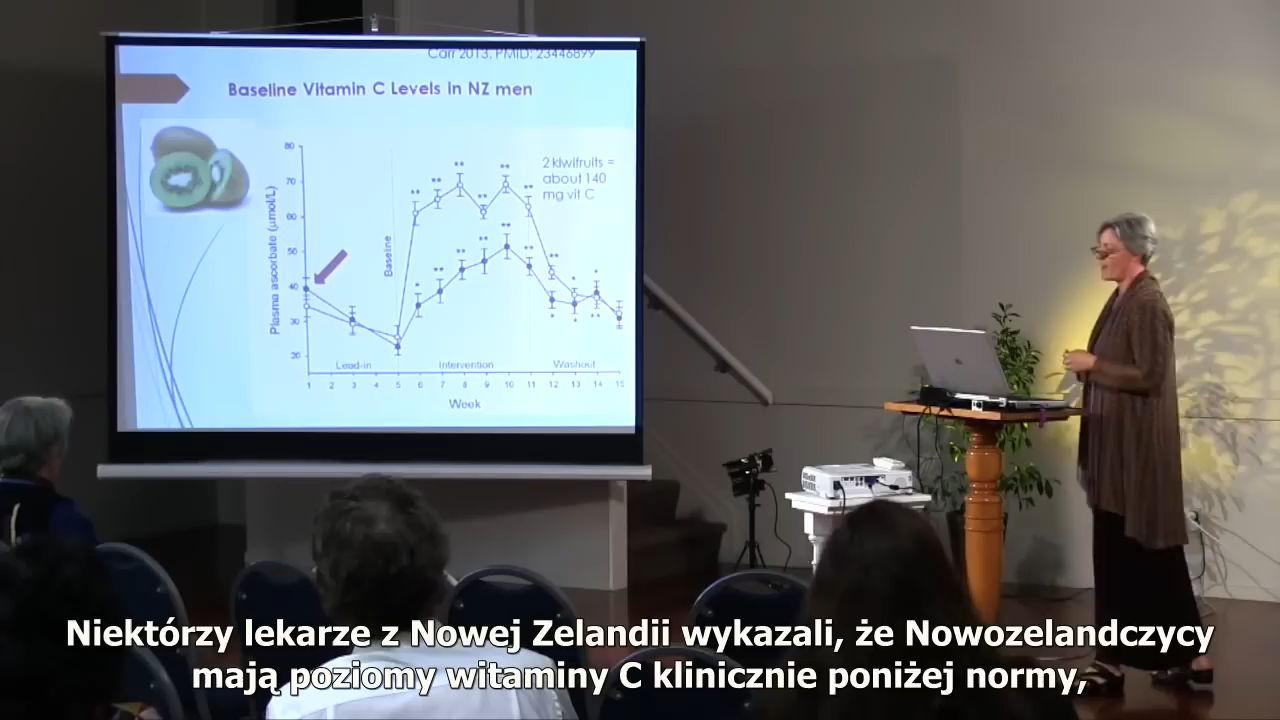 Carr 2013, PMID: 23446899
Baseline Vitamin C Levels in NZ men
2 kiwifruits =
about 140
mg vit C
80
70
60
50
40
30
20
Plasma ascorbate (µmol/L)
Baseline
Lead-in
Intervention
Washout
1 2 3 4 5 6 7 8 9 10 11 12 13 14 15
Week
Niektórzy lekarze z Nowej Zelandii wykazali, że Nowozelandczycy
mają poziomy witaminy C klinicznie poniżej normy,